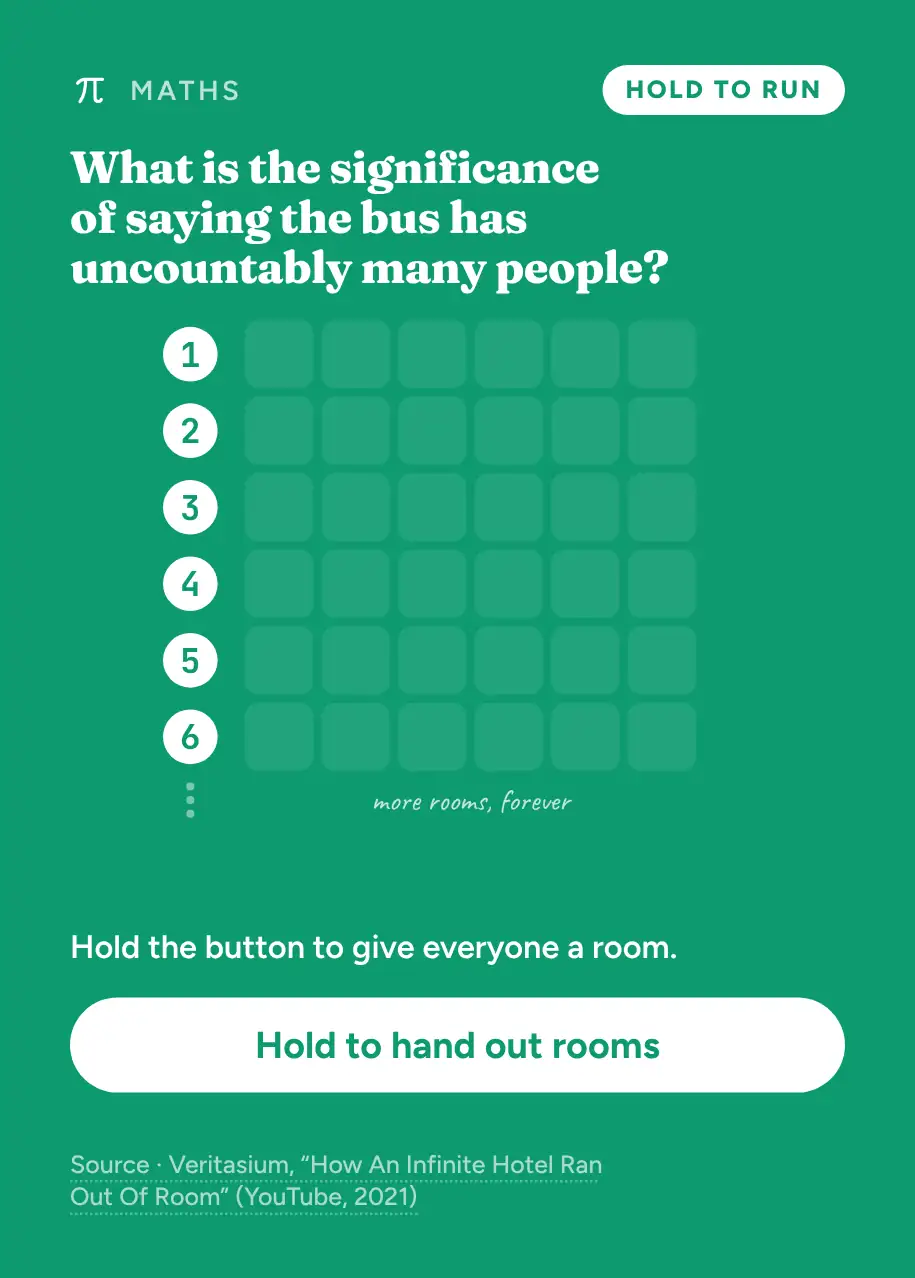 π MATHS
HOLD TO RUN
What is the significance
of saying the bus has
uncountably many people?
1
2
3
4
5
6
more rooms, forever
Hold the button to give everyone a room.
Hold to hand out rooms
Source · Veritasium, “How An Infinite Hotel Ran
Out Of Room” (YouTube, 2021)